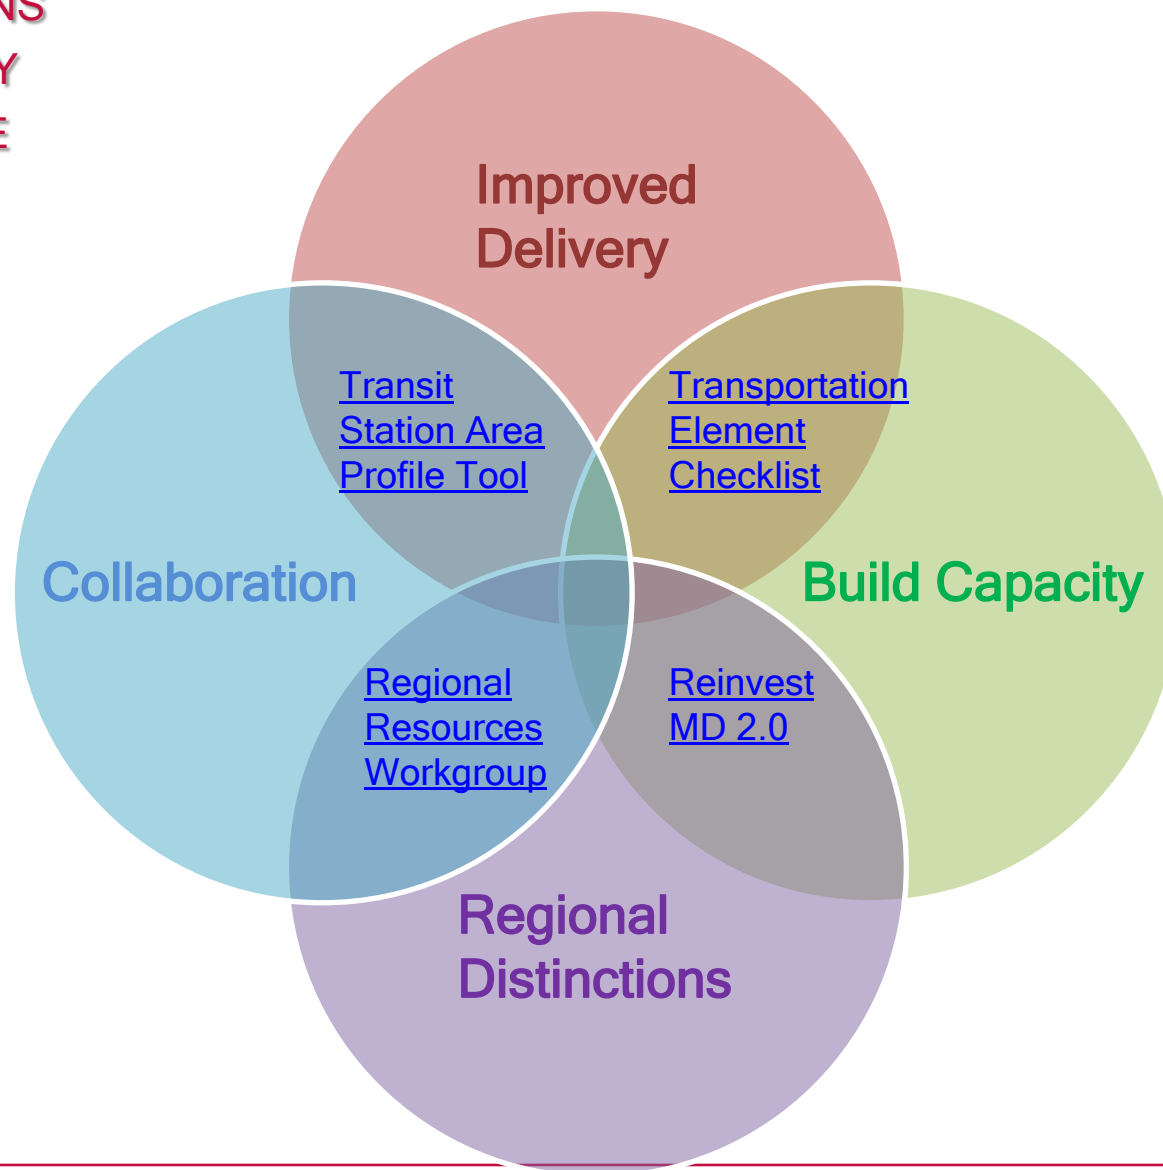 Improved
Delivery
Transit
Station Area
Profile Tool
Transportation
Element
Checklist
Collaboration
Build Capacity
Regional
Resources
Workgroup
Reinvest
MD 2.0
Regional
Distinctions